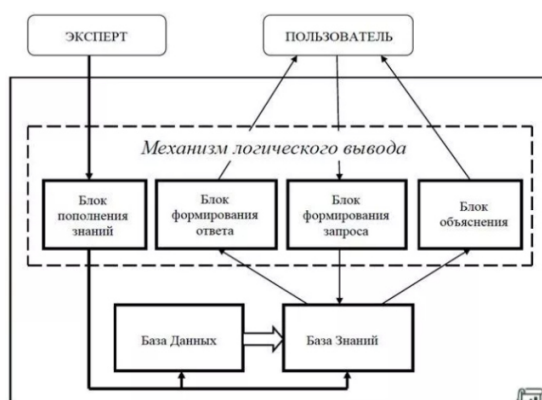 ЭКСПЕРТ
ПОЛЬЗОВАТЕЛЬ
Механизм логического вывода
Блок
пополнения
знаний
Блок
формирования
ответа
Блок
формирования
запроса
Блок
объяснения
База Данных
База Знаний